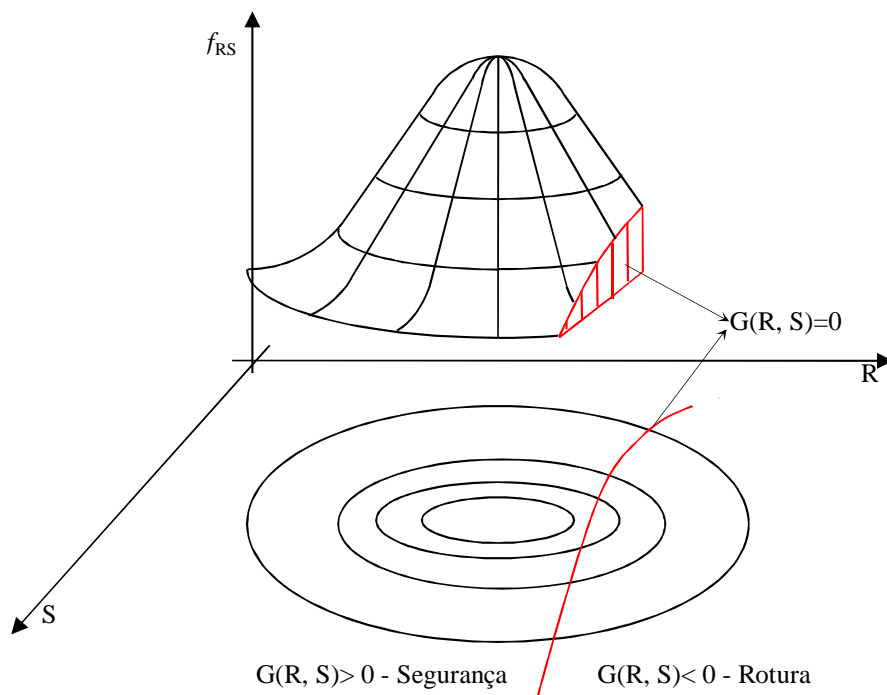 fRS
G(R, S)=0
R
S
G(R, S)> 0 - Segurança
G(R, S)< 0 - Rotura